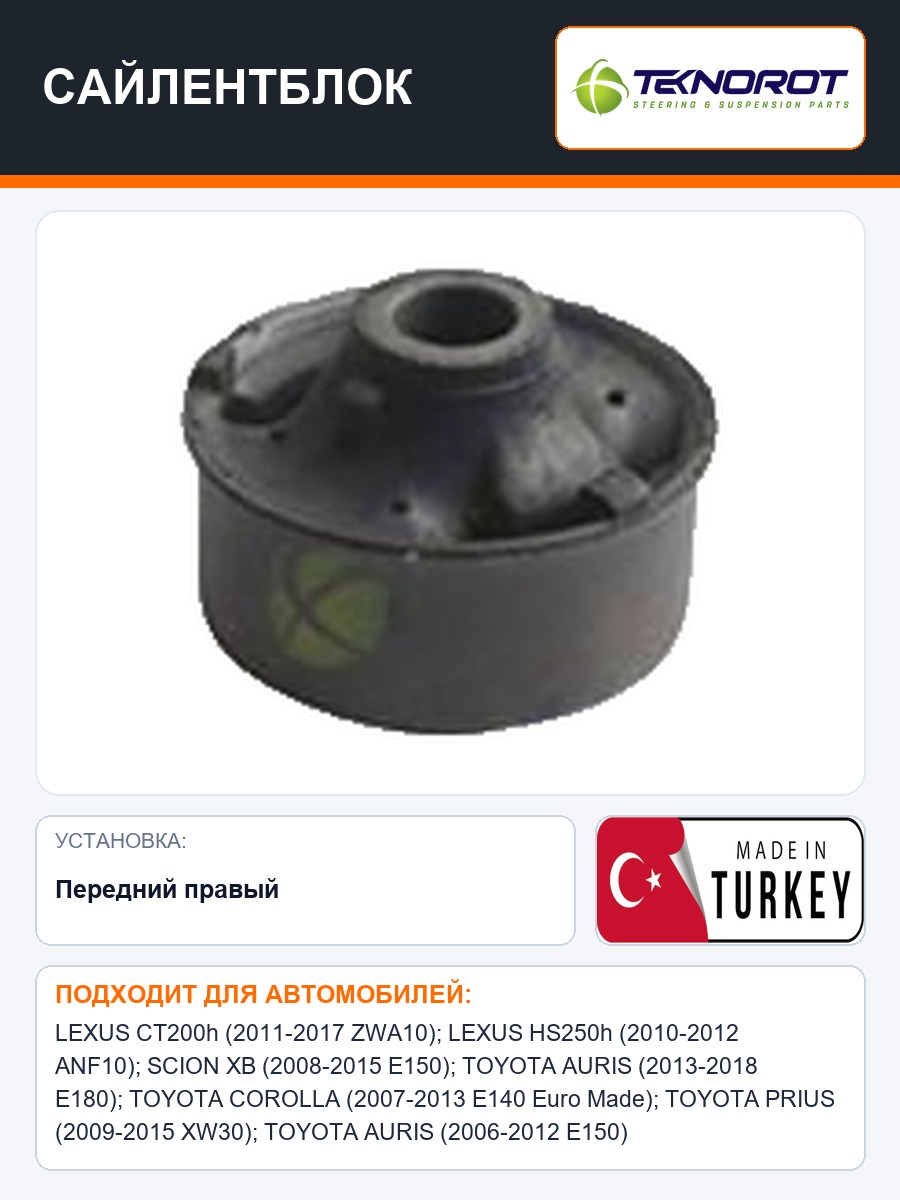 САЙЛЕНТБЛОК
TEKNOROT
STEERING & SUSPENSION PARTS
УСТАНОВКА:
Передний правый
MADE IN
TURKEY
ПОДХОДИТ ДЛЯ АВТОМОБИЛЕЙ:
LEXUS CT200h (2011-2017 ZWA10); LEXUS HS250h (2010-2012
ANF10); SCION XB (2008-2015 E150); TOYOTA AURIS (2013-2018
E180); TOYOTA COROLLA (2007-2013 E140 Euro Made); TOYOTA PRIUS
(2009-2015 XW30); TOYOTA AURIS (2006-2012 E150)